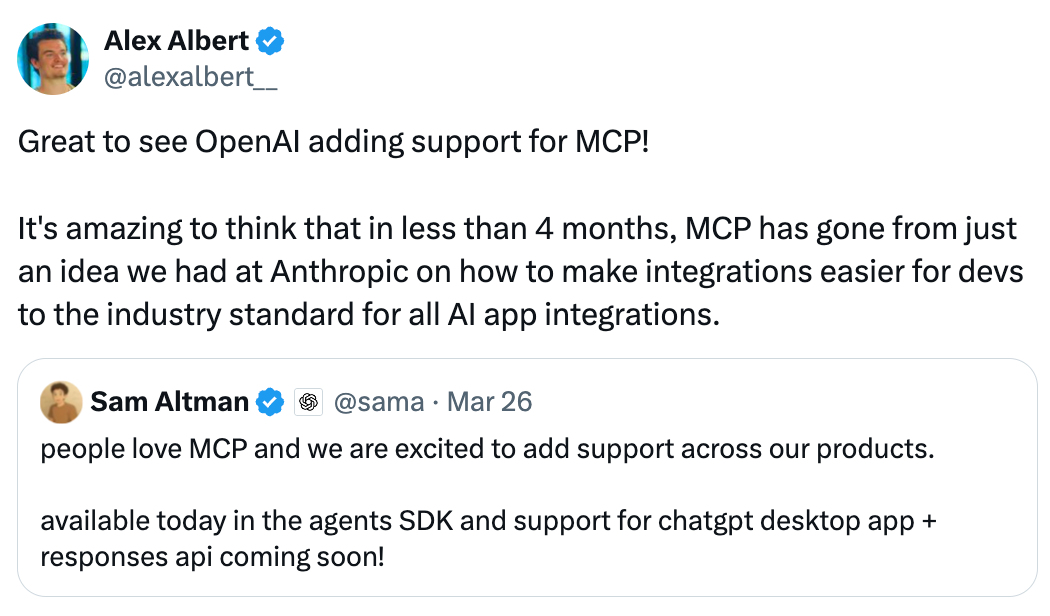 Alex Albert
@alexalbert__
Great to see OpenAI adding support for MCP!
It's amazing to think that in less than 4 months, MCP has gone from just
an idea we had at Anthropic on how to make integrations easier for devs
to the industry standard for all AI app integrations.
Sam Altman @sama · Mar 26
people love MCP and we are excited to add support across our products.
available today in the agents SDK and support for chatgpt desktop app +
responses api coming soon!